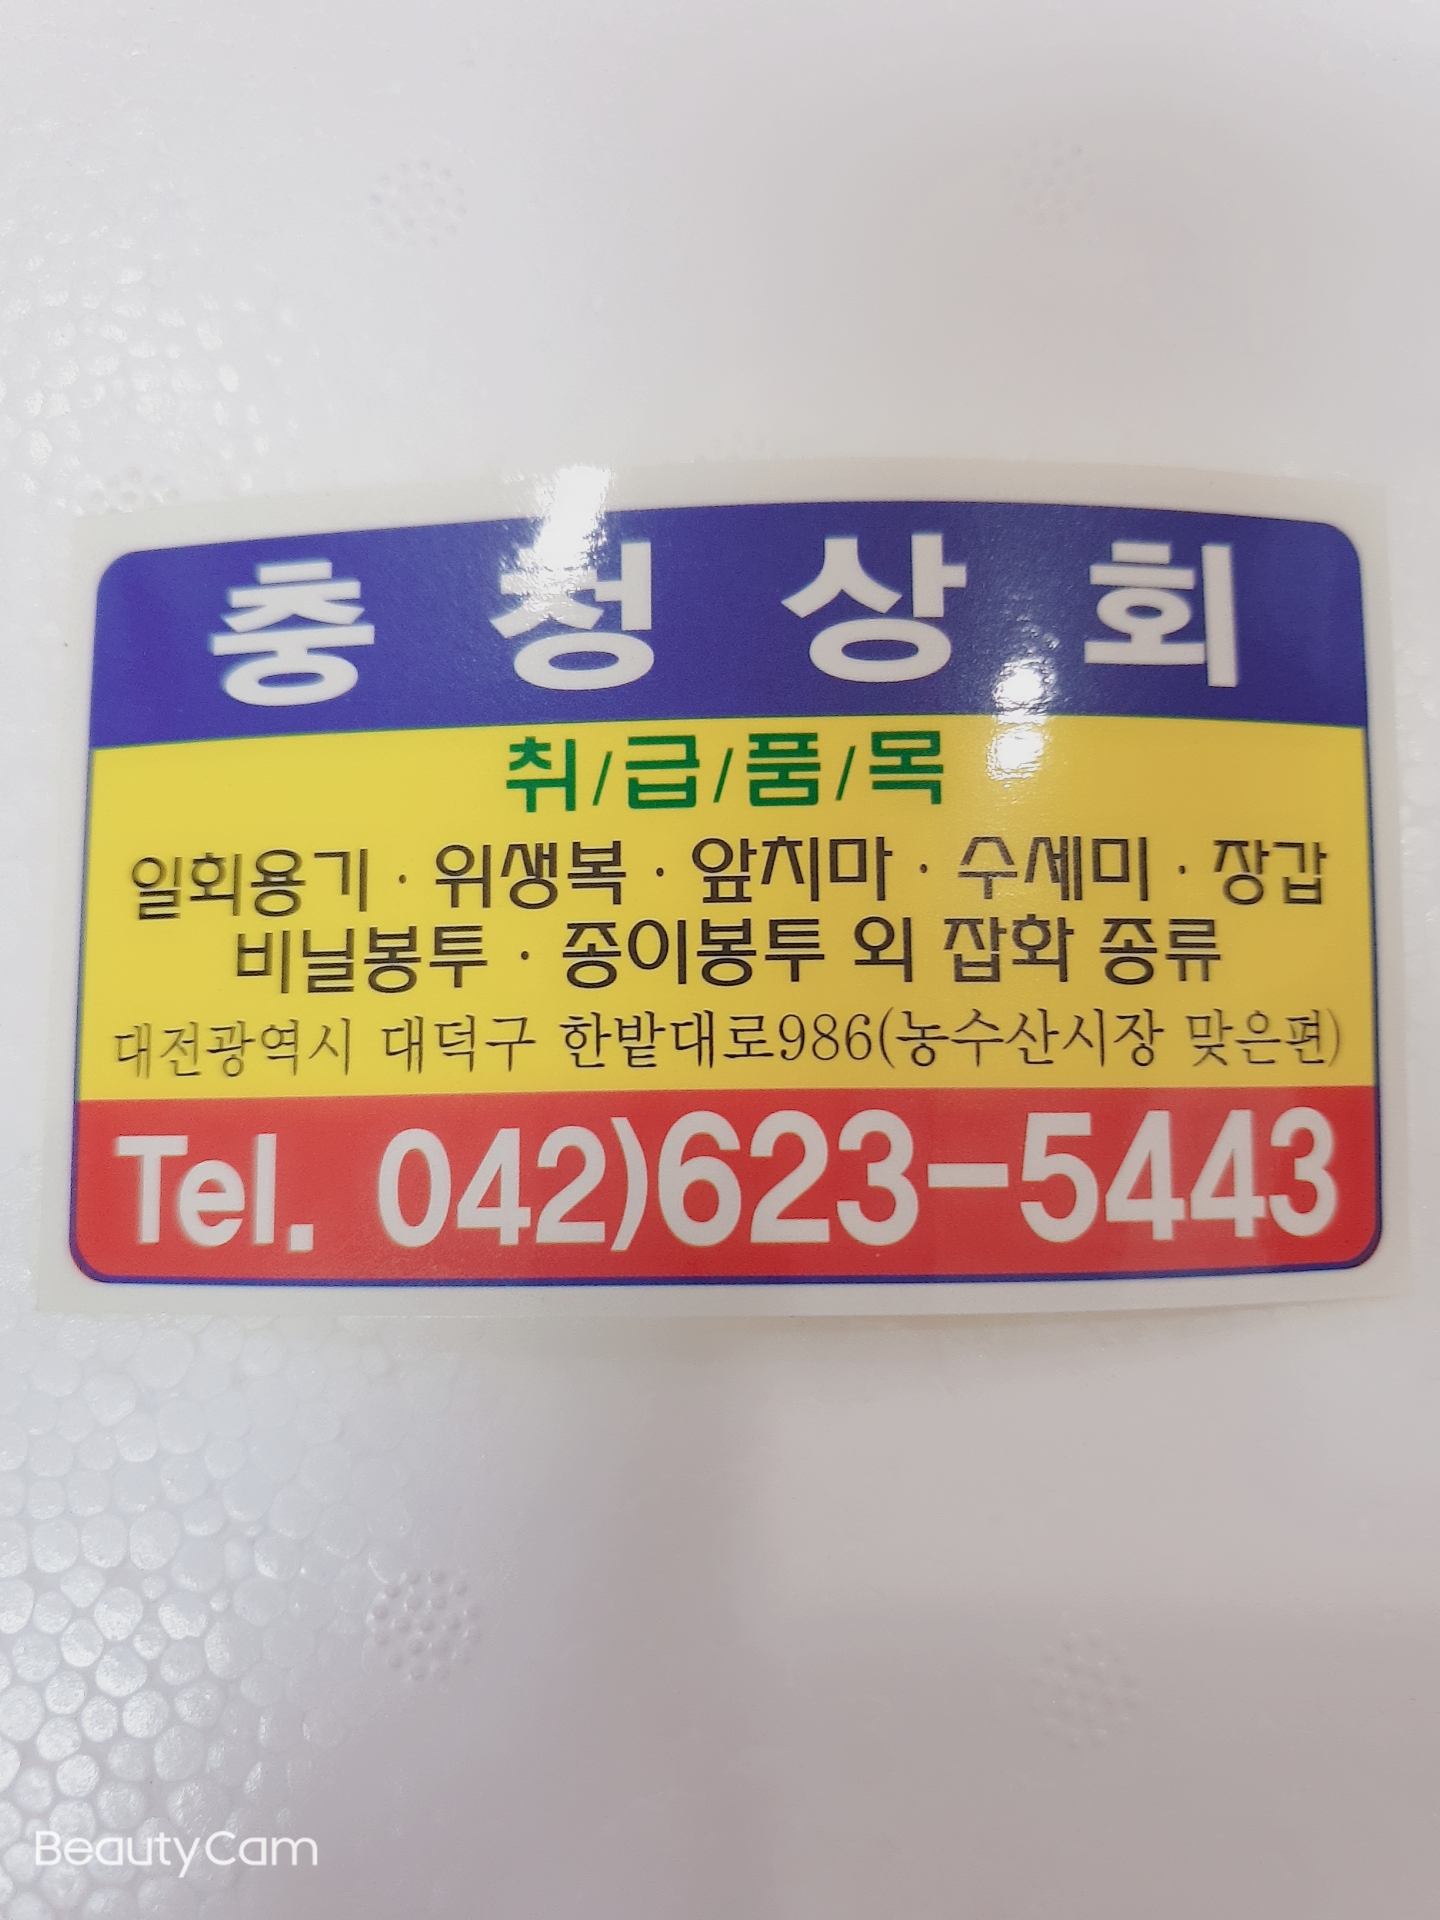 충청상회
취/급/품/목
일회용기 · 위생복 · 앞치마 · 수세미 · 장갑
비닐봉투 · 종이봉투 외 잡화 종류
대전광역시 대덕구 한밭대로986(농수산시장 맞은편)
Tel. 042)623-5443
BeautyCam